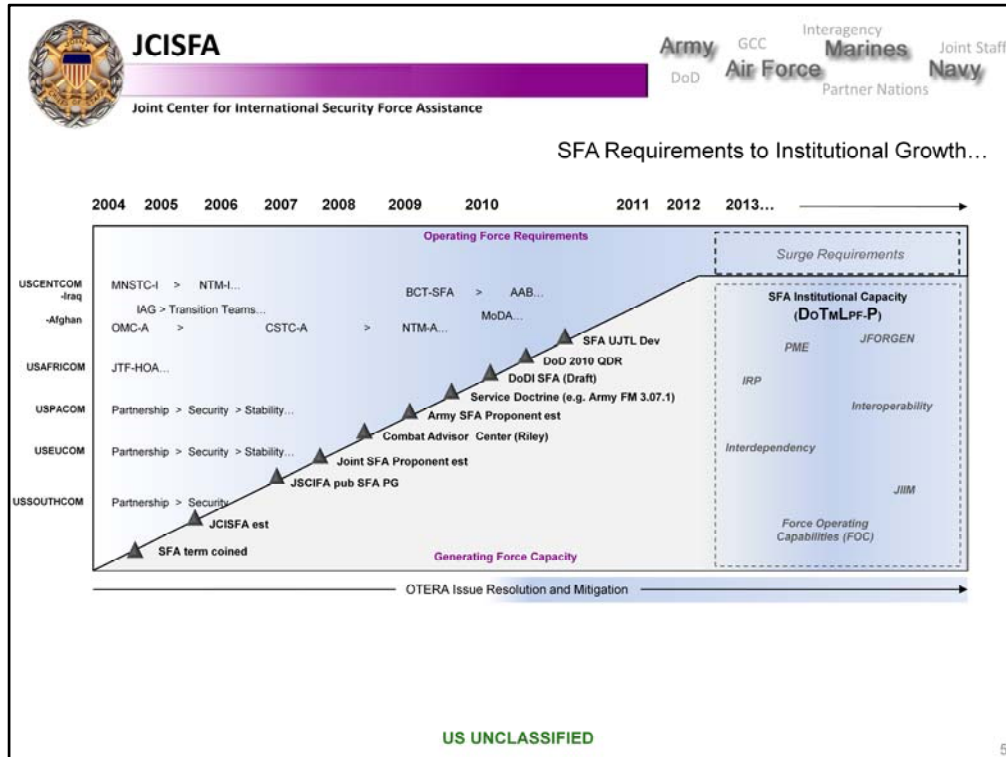 JCISFA
Joint Center for International Security Force Assistance
Interagency
Army GCC Marines Joint Staff
DoD Air Force Navy
Partner Nations
SFA Requirements to Institutional Growth…
2004 2005 2006 2007 2008 2009 2010 2011 2012 2013…
Operating Force Requirements
Surge Requirements
USCENTCOM
-Iraq
-Afghan
MNSTC-I > NTM-I…
IAG > Transition Teams…
OMC-A > CSTC-A > NTM-A…
BCT-SFA > AAB…
MoDA…
USAFRICOM
JTF-HOA…
USPACOM
Partnership > Security > Stability…
USEUCOM
Partnership > Security > Stability…
USSOUTHCOM
Partnership > Security
SFA UJTL Dev
DoD 2010 QDR
DoDI SFA (Draft)
Service Doctrine (e.g. Army FM 3.07.1)
Army SFA Proponent est
Combat Advisor Center (Riley)
Joint SFA Proponent est
JSCIFA pub SFA PG
JCISFA est
SFA term coined
Generating Force Capacity
SFA Institutional Capacity
(DOTMLPF-P)
PME
JFORGEN
IRP
Interoperability
Interdependency
JIIM
Force Operating
Capabilities (FOC)
OTERA Issue Resolution and Mitigation
US UNCLASSIFIED
5